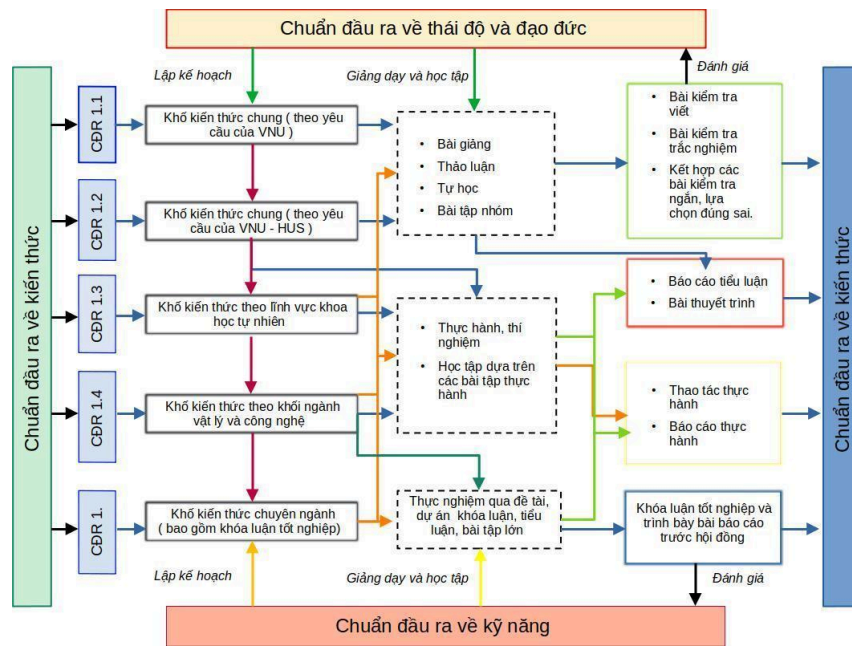 Chuẩn đầu ra về thái độ và đạo đức
Lập kế hoạch
Giảng dạy và học tập
Đánh giá
Chuẩn đầu ra về kiến thức
CĐR 1.1
Khố kiến thức chung ( theo yêu
cầu của VNU )
CĐR 1.2
Khố kiến thức chung ( theo yêu
cầu của VNU - HUS )
CĐR 1.3
Khố kiến thức theo lĩnh vực khoa
học tự nhiên
CĐR 1.4
Khố kiến thức theo khối ngành
vật lý và công nghệ
CĐR 1.
Khố kiến thức chuyên ngành
( bao gồm khóa luận tốt nghiệp)
• Bài giảng
• Thảo luận
• Tự học
• Bài tập nhóm
• Thực hành, thí
nghiệm
• Học tập dựa trên
các bài tập thực
hành
Thực nghiệm qua đề tài,
dự án khóa luận, tiểu
luận, bài tập lớn
• Bài kiểm tra
viết
• Bài kiểm tra
trắc nghiệm
• Kết hợp các
bài kiểm tra
ngắn, lựa
chọn đúng sai.
• Báo cáo tiểu luận
• Bài thuyết trình
• Thao tác thực
hành
• Báo cáo thực
hành
Khóa luận tốt nghiệp và
trình bày bài báo cáo
trước hội đồng
Chuẩn đầu ra về kiến thức
Lập kế hoạch
Giảng dạy và học tập
Đánh giá
Chuẩn đầu ra về kỹ năng